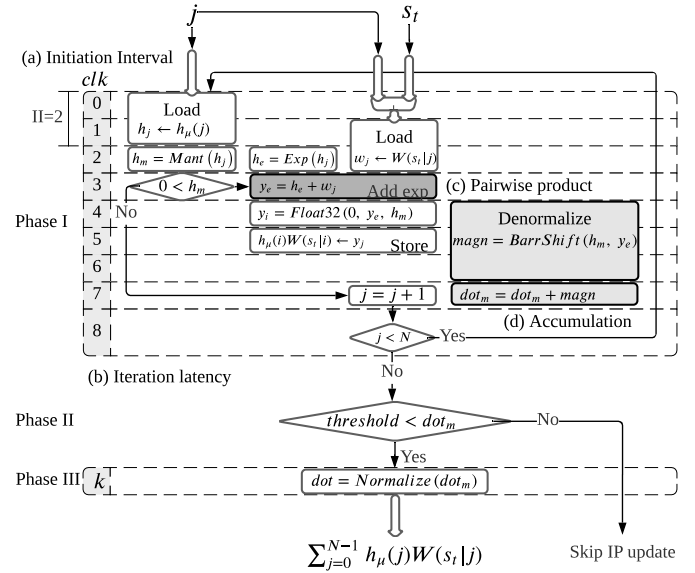 j
s_t
(a) Initiation Interval
clk
0
Load
h_j ← h_μ(j)
II=2
1
Load
w_j ← W(s_t|j)
2
h_m = Mant(h_j)
h_e = Exp(h_j)
3
0 < h_m
y_e = h_e + w_j
Add exp
(c) Pairwise product
No
Phase I
4
y_i = Float32(0, y_e, h_m)
Denormalize
magn = BarrShift(h_m, y_e)
5
h_μ(i)W(s_t|i) ← y_j
Store
6
7
j = j + 1
dot_m = dot_m + magn
(d) Accumulation
8
j < N
Yes
(b) Iteration latency
No
Phase II
threshold < dot_m
No
Yes
Phase III
k
dot = Normalize(dot_m)
∑_{j=0}^{N−1} h_μ(j)W(s_t|j)
Skip IP update